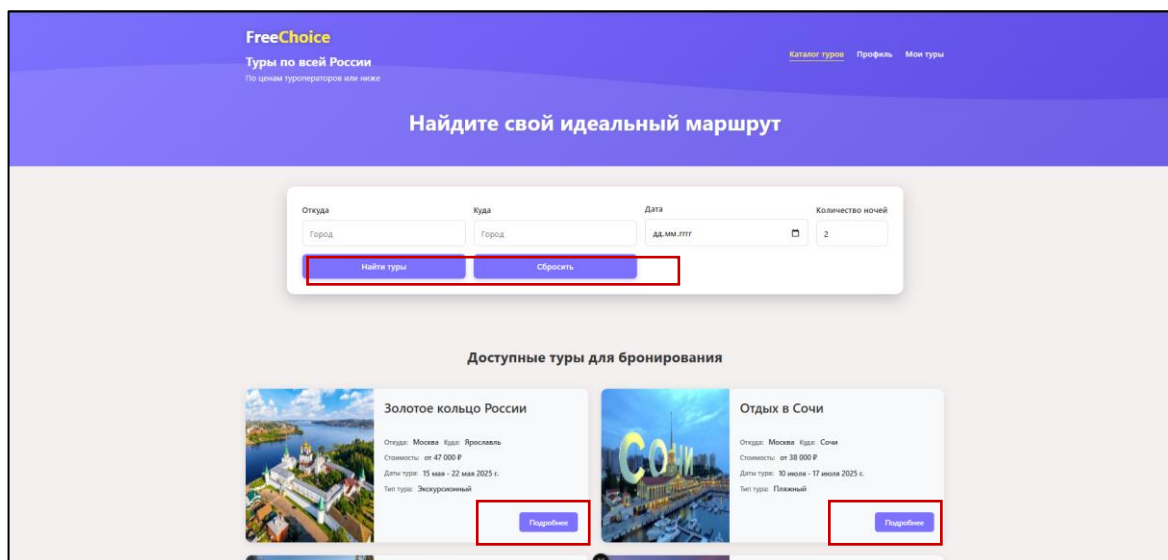 FreeChoice
Туры по всей России
По ценам туроператоров или ниже
Каталог туров Профиль Мои туры
Найдите свой идеальный маршрут
Откуда Куда Дата Количество ночей
Город Город дд.мм.гггг 2
Найти туры Сбросить
Доступные туры для бронирования
Золотое кольцо России
Откуда: Москва Куда: Ярославль
Стоимость: от 47 000 ₽
Даты тура: 15 мая - 22 мая 2025 г.
Тип тура: Экскурсионный
Подробнее
СОЧИ
Отдых в Сочи
Откуда: Москва Куда: Сочи
Стоимость: от 38 000 ₽
Даты тура: 10 июля - 17 июля 2025 г.
Тип тура: Пляжный
Подробнее